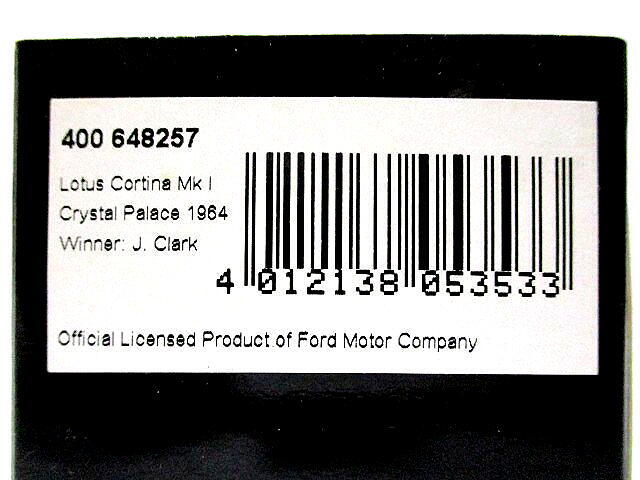 400 648257
Lotus Cortina Mk I
Crystal Palace 1964
Winner: J. Clark
4 012138 053533
Official Licensed Product of Ford Motor Company